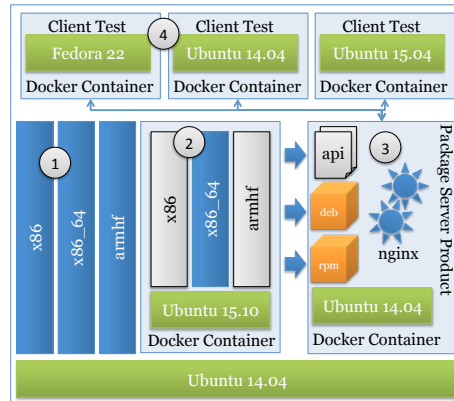 Client Test
Fedora 22
Docker Container
4
Client Test
Ubuntu 14.04
Docker Container
Client Test
Ubuntu 15.04
Docker Container
1
x86
x86_64
armhf
2
x86
x86_64
armhf
Ubuntu 15.10
Docker Container
3
api
deb
rpm
nginx
Ubuntu 14.04
Docker Container
Package Server Product
Ubuntu 14.04